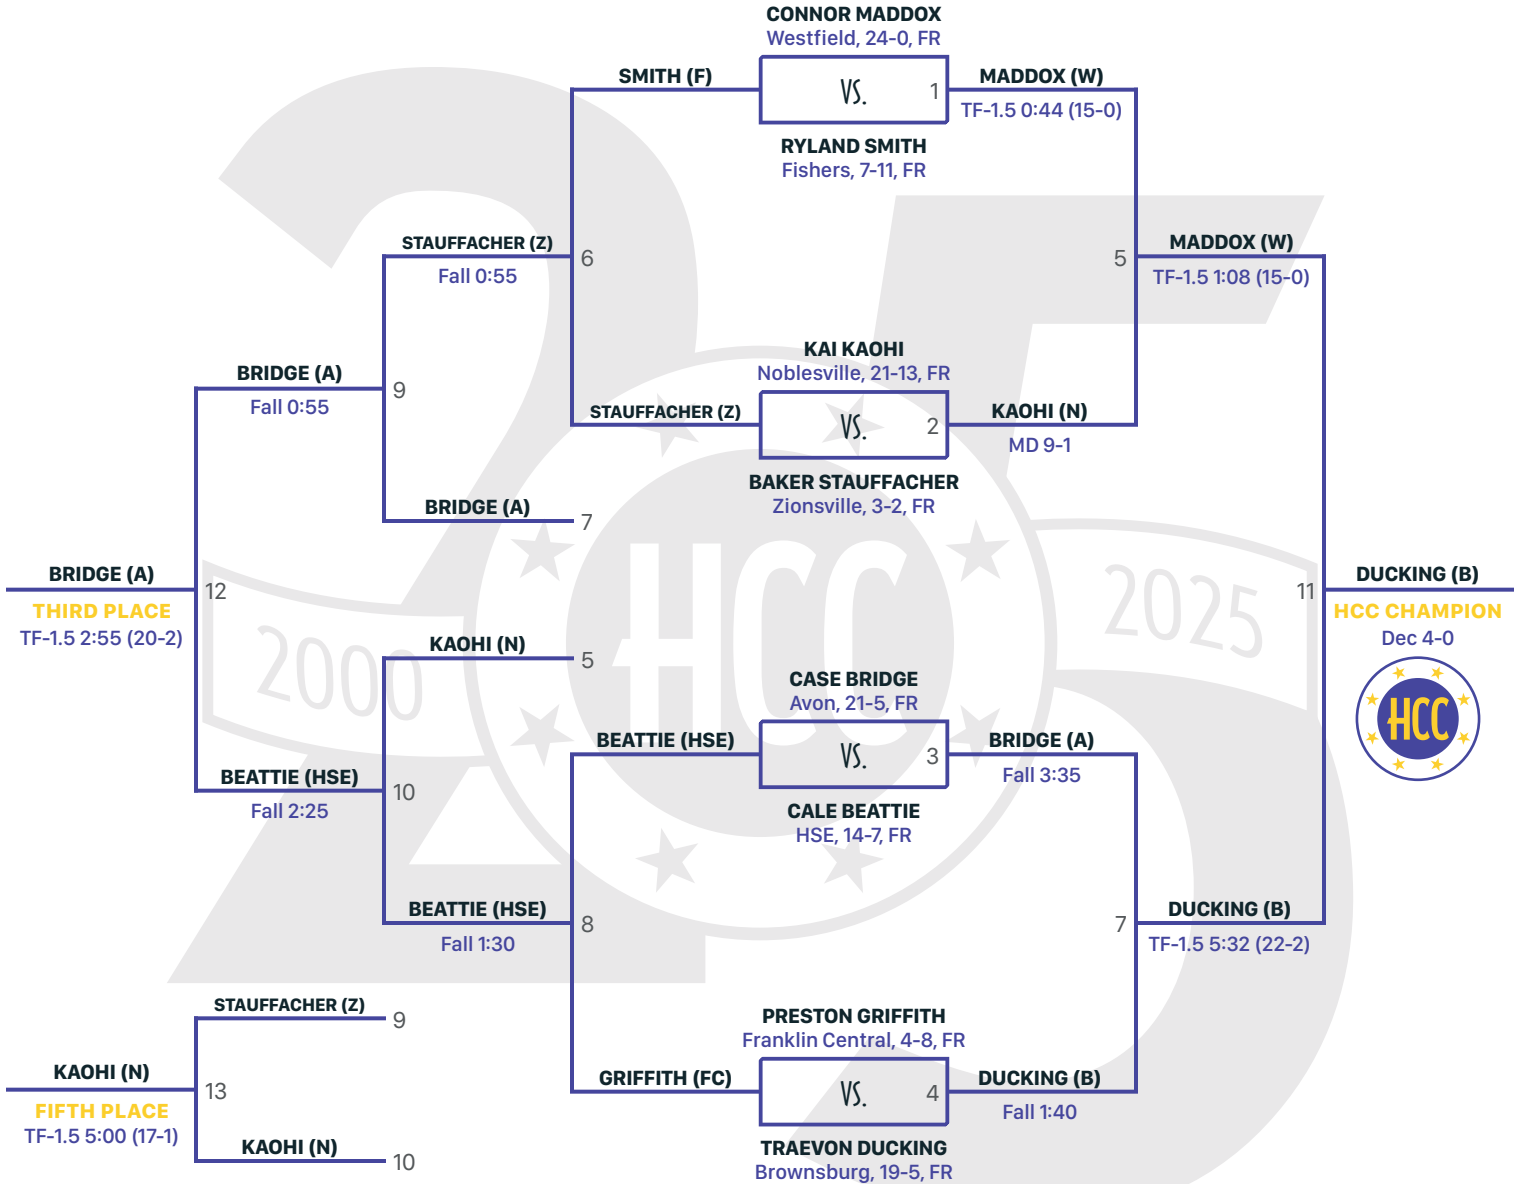 CONNOR MADDOX
Westfield, 24-0, FR
SMITH (F)
VS.
1
MADDOX (W)
TF-1.5 0:44 (15-0)
RYLAND SMITH
Fishers, 7-11, FR
STAUFFACHER (Z)
Fall 0:55
6
5
MADDOX (W)
TF-1.5 1:08 (15-0)
BRIDGE (A)
Fall 0:55
9
KAI KAOHI
Noblesville, 21-13, FR
STAUFFACHER (Z)
VS.
2
KAOHI (N)
MD 9-1
BAKER STAUFFACHER
Zionsville, 3-2, FR
BRIDGE (A)
7
BRIDGE (A)
THIRD PLACE
TF-1.5 2:55 (20-2)
12
2000
HCC
2025
11
DUCKING (B)
HCC CHAMPION
Dec 4-0
HCC
KAOHI (N)
5
CASE BRIDGE
Avon, 21-5, FR
BEATTIE (HSE)
VS.
3
BRIDGE (A)
Fall 3:35
CALE BEATTIE
HSE, 14-7, FR
BEATTIE (HSE)
Fall 2:25
10
BEATTIE (HSE)
Fall 1:30
8
7
DUCKING (B)
TF-1.5 5:32 (22-2)
PRESTON GRIFFITH
Franklin Central, 4-8, FR
GRIFFITH (FC)
VS.
4
DUCKING (B)
Fall 1:40
TRAEVON DUCKING
Brownsburg, 19-5, FR
STAUFFACHER (Z)
9
KAOHI (N)
FIFTH PLACE
TF-1.5 5:00 (17-1)
13
KAOHI (N)
10
25